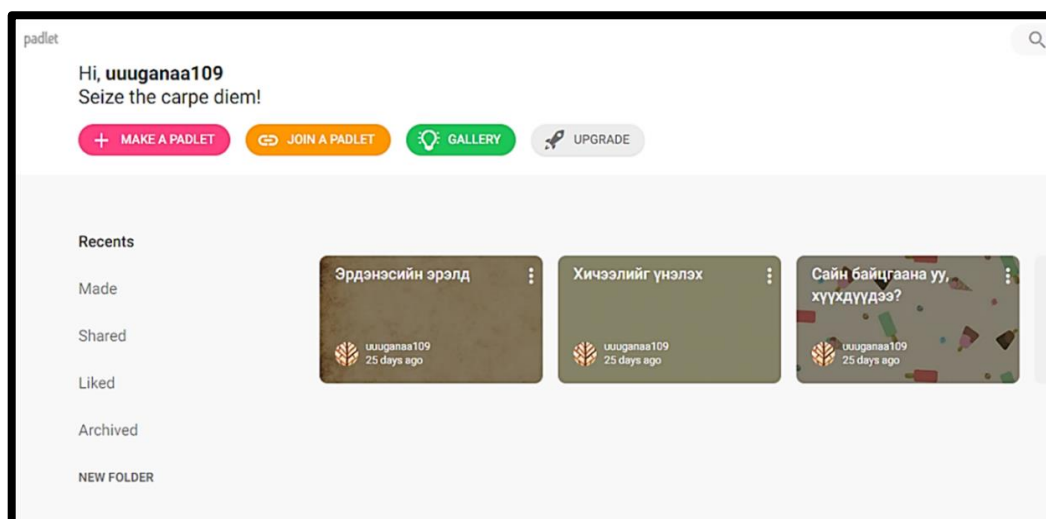 padlet
Hi, uuuganaa109
Seize the carpe diem!
MAKE A PADLET
JOIN A PADLET
GALLERY
UPGRADE
Recents
Made
Shared
Liked
Archived
NEW FOLDER
Эрдэнэсийн эрэлд
uuuganaa109
25 days ago
Хичээлийг үнэлэх
uuuganaa109
25 days ago
Сайн байцгаана уу,
хүүхдүүдээ?
uuuganaa109
25 days ago